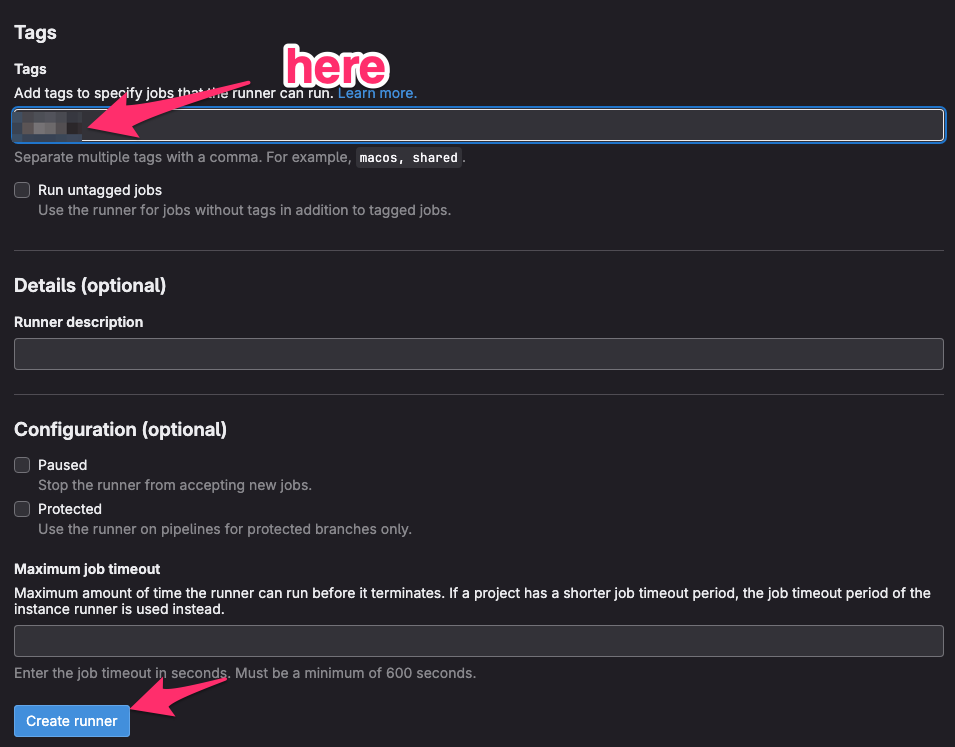 Tags
here
Tags
Add tags to specify jobs that the runner can run. Learn more.
Separate multiple tags with a comma. For example, macos, shared .
Run untagged jobs
Use the runner for jobs without tags in addition to tagged jobs.
Details (optional)
Runner description
Configuration (optional)
Paused
Stop the runner from accepting new jobs.
Protected
Use the runner on pipelines for protected branches only.
Maximum job timeout
Maximum amount of time the runner can run before it terminates. If a project has a shorter job timeout period, the job timeout period of the
instance runner is used instead.
Enter the job timeout in seconds. Must be a minimum of 600 seconds.
Create runner